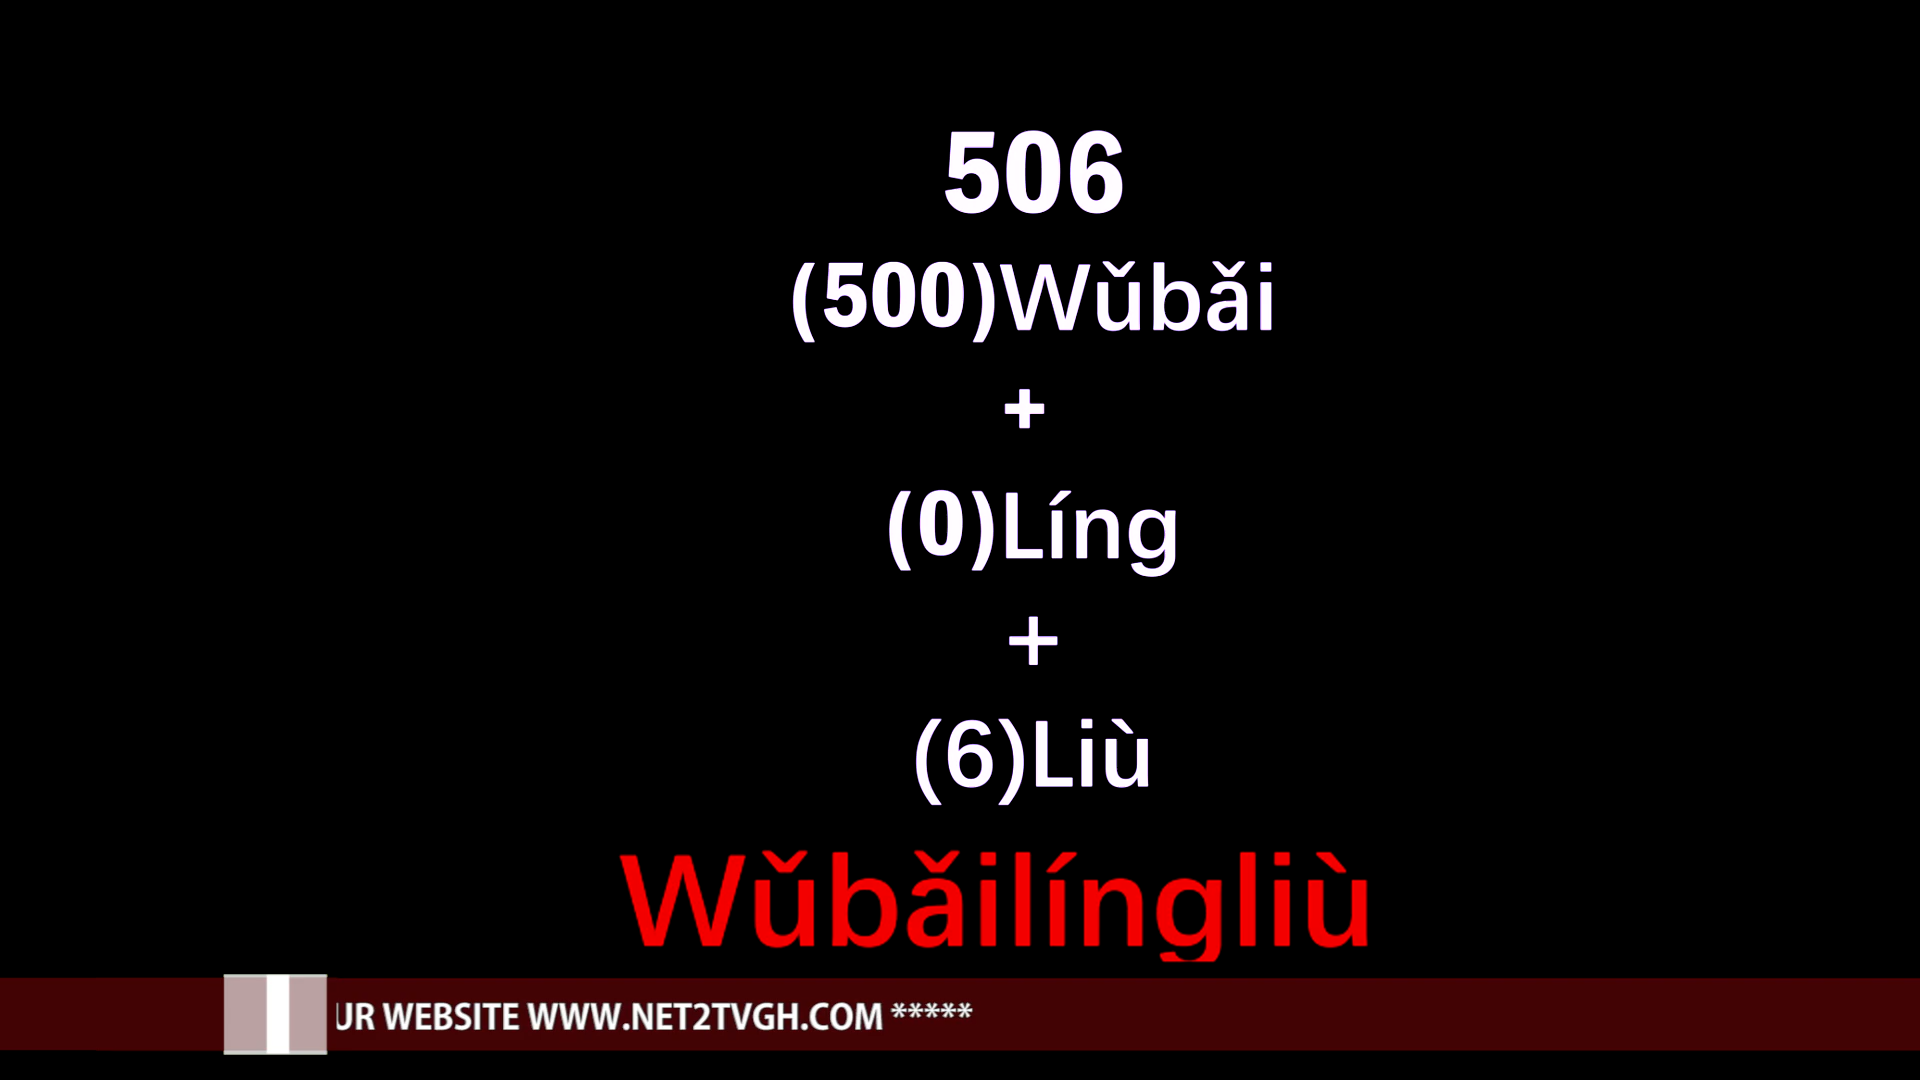 506
(500)Wǔbǎi
+
(0)Líng
+
(6)Liù
Wǔbǎilíngliù
UR WEBSITE WWW.NET2TVGH.COM *****